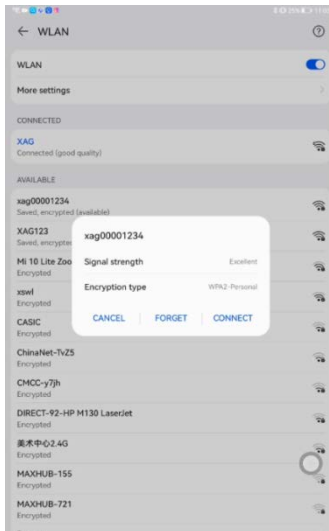 WLAN
WLAN
More settings
CONNECTED
XAG
Connected (good quality)
AVAILABLE
xag00001234
Saved, encrypted (available)
XAG123
Saved, encrypted
Mi 10 Lite Zoo
Encrypted
xswl
Encrypted
CASIC
Encrypted
ChinaNet-TvZ5
Encrypted
CMCC-y7jh
Encrypted
DIRECT-92-HP M130 LaserJet
Encrypted
美术中心2.4G
Encrypted
MAXHUB-155
Encrypted
MAXHUB-721
Encrypted
xag00001234
Signal strength Excellent
Encryption type WPA2-Personal
CANCEL FORGET CONNECT